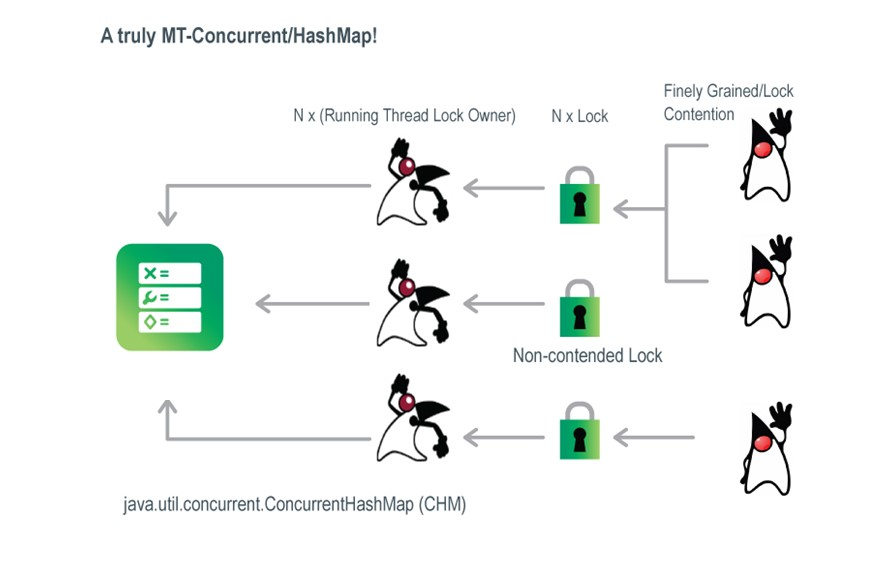 A truly MT-Concurrent/HashMap!
Finely Grained/Lock
Contention
N x (Running Thread Lock Owner)
N x Lock
Non-contended Lock
java.util.concurrent.ConcurrentHashMap (CHM)